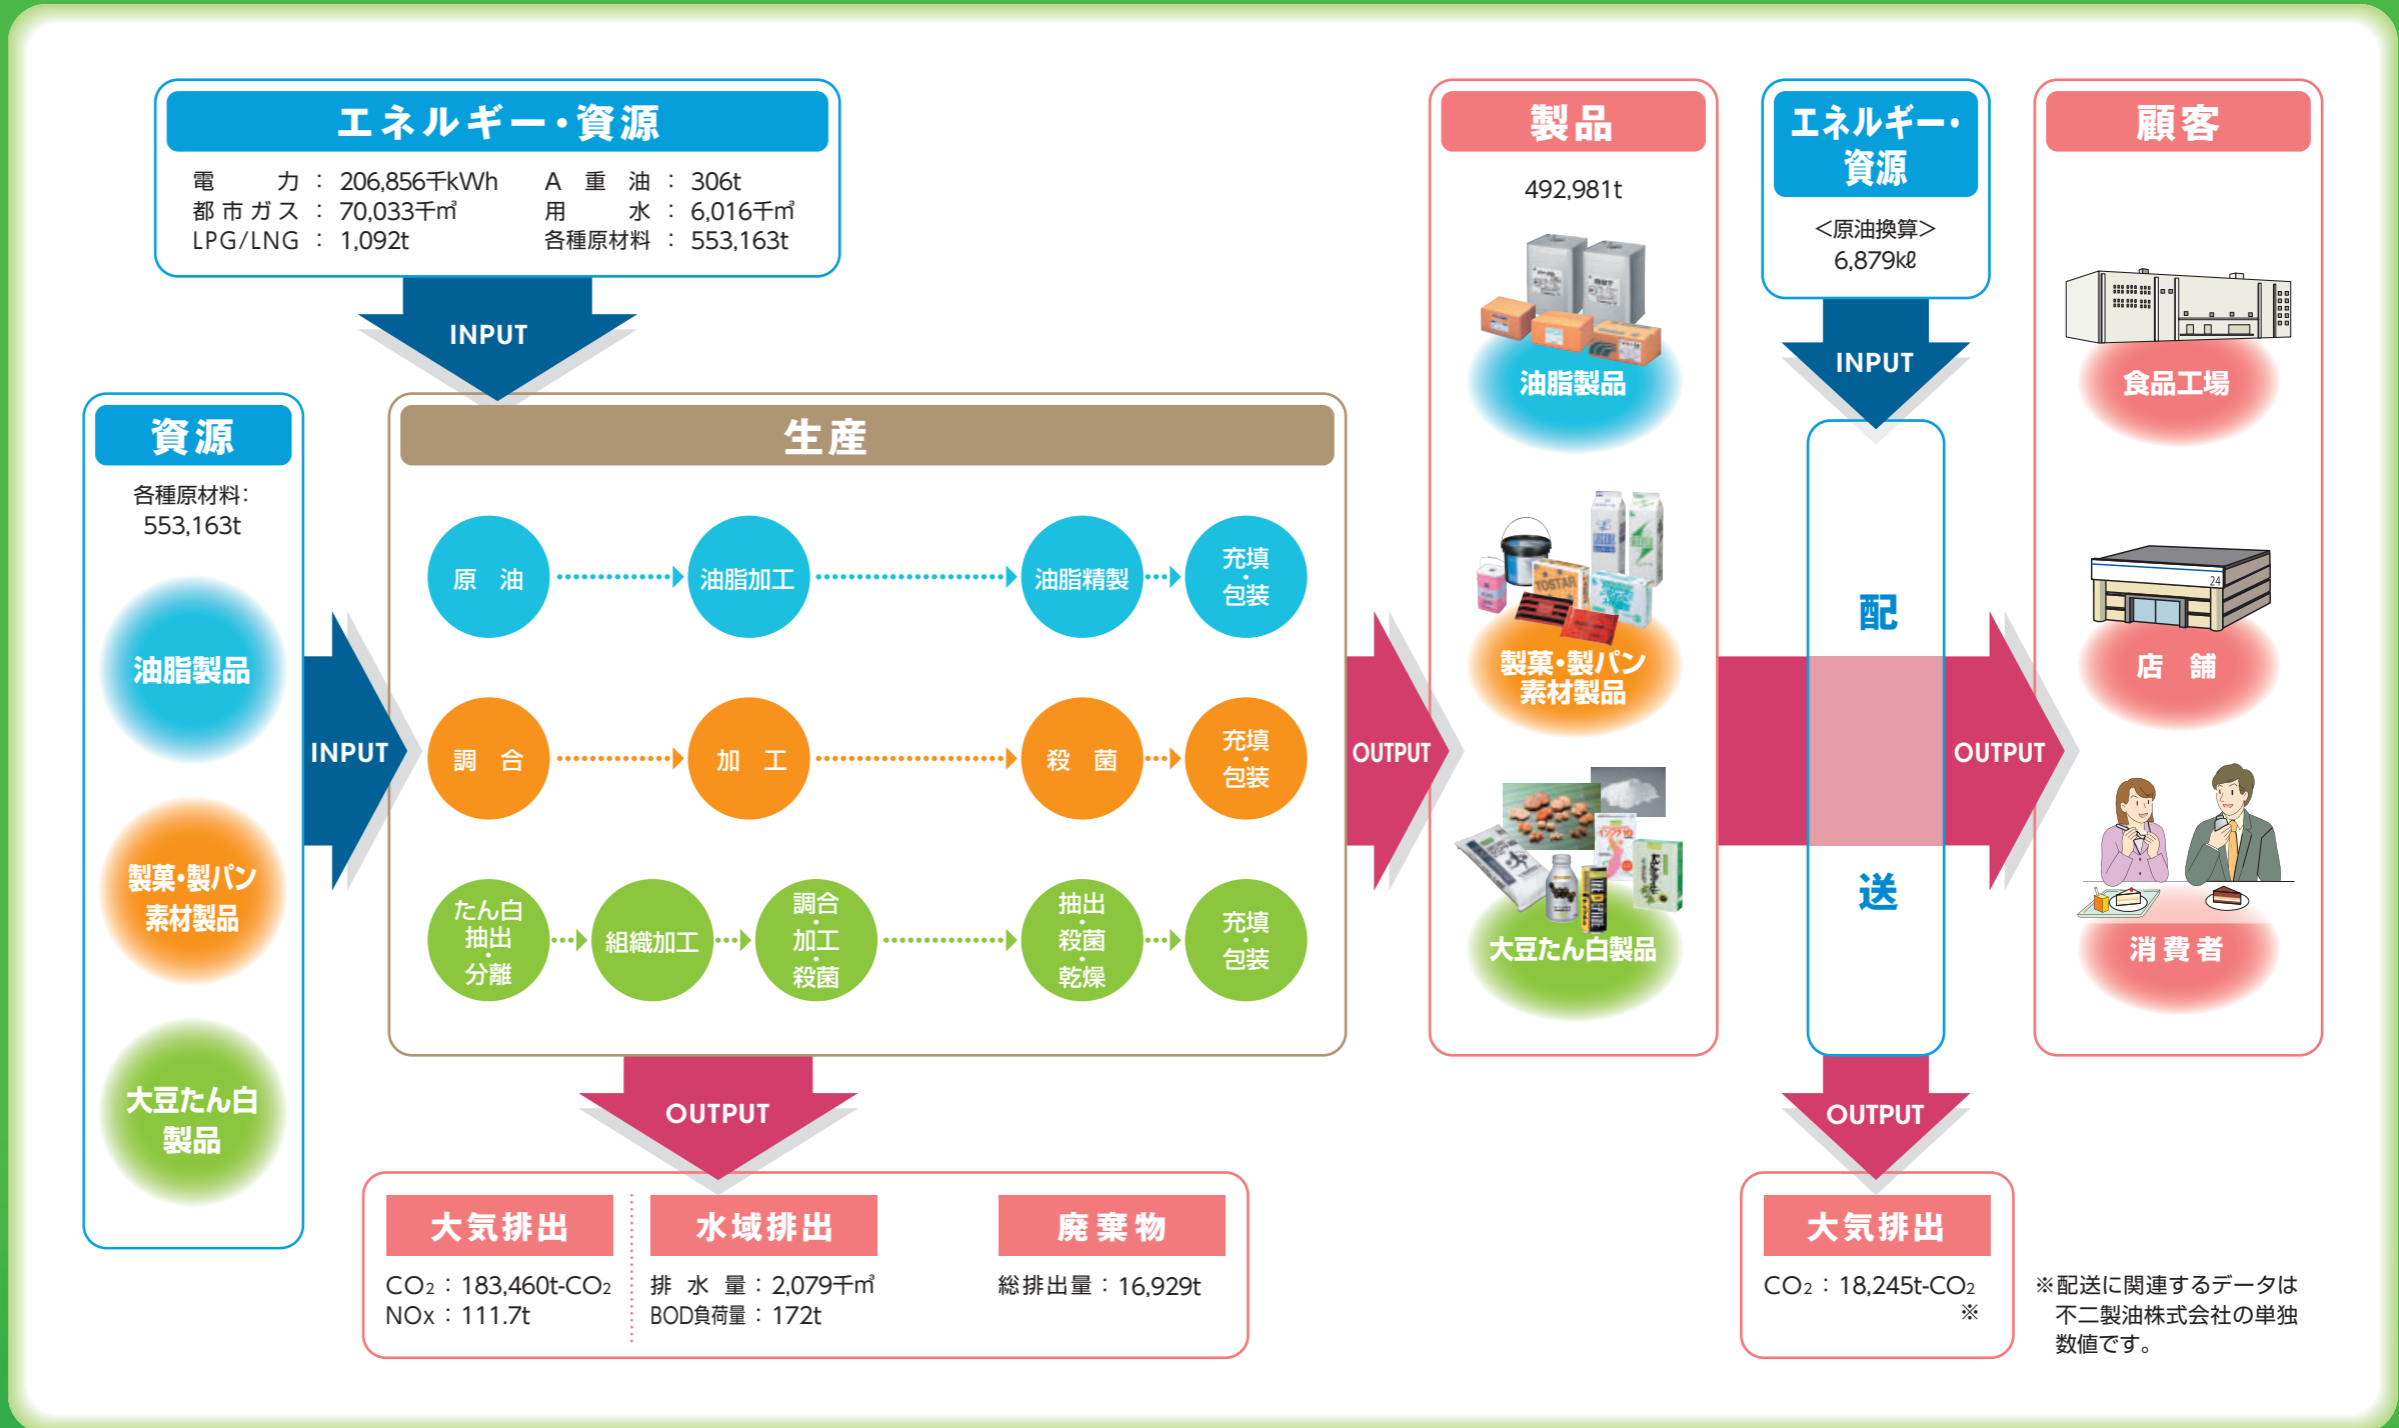 エネルギー・資源
電力：206,856千kWh
都市ガス：70,033千㎥
LPG/LNG：1,092t
A重油：306t
用水：6,016千㎥
各種原材料：553,163t
INPUT
資源
各種原材料：
553,163t
油脂製品
製菓・製パン
素材製品
大豆たん白
製品
INPUT
生産
原油
油脂加工
油脂精製
充填
・
包装
調合
加工
殺菌
充填
・
包装
たん白
抽出
・
分離
組織加工
調合
・
加工
・
殺菌
抽出
・
殺菌
・
乾燥
充填
・
包装
OUTPUT
大気排出
CO2：183,460t-CO2
NOx：111.7t
水域排出
排水量：2,079千㎥
BOD負荷量：172t
廃棄物
総排出量：16,929t
OUTPUT
製品
492,981t
油脂製品
TOSTAR
製菓・製パン
素材製品
大豆たん白製品
エネルギー・
資源
＜原油換算＞
6,879㎘
INPUT
配
送
OUTPUT
OUTPUT
大気排出
CO2：18,245t-CO2
※
顧客
食品工場
24
店舗
消費者
※配送に関連するデータは
不二製油株式会社の単独
数値です。